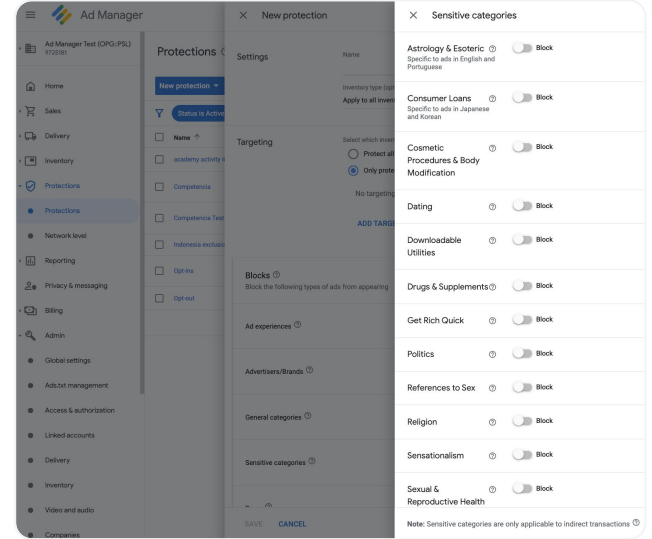 Ad Manager
Ad Manager Test (OPG::PSL)
9725181
Home
Sales
Delivery
Inventory
Protections
Protections
Network level
Reporting
Privacy & messaging
Billing
Admin
Global settings
Ads.txt management
Access & authorization
Linked accounts
Delivery
Inventory
Video and audio
Companies
Protections
New protection
Status is Active
Name
academy activity
Competencia
Competencia Test
Indonesia exclusio
Opt-ins
Opt-out
New protection
Settings
Name
Inventory type (opt
Apply to all inven
Targeting
Select which inven
Protect all
Only prote
No targeting
ADD TARGE
Blocks
Block the following types of ads from appearing
Ad experiences
Advertisers/Brands
General categories
Sensitive categories
SAVE CANCEL
Sensitive categories
Astrology & Esoteric Block
Specific to ads in English and
Portuguese
Consumer Loans Block
Specific to ads in Japanese
and Korean
Cosmetic Block
Procedures & Body
Modification
Dating Block
Downloadable Block
Utilities
Drugs & Supplements Block
Get Rich Quick Block
Politics Block
References to Sex Block
Religion Block
Sensationalism Block
Sexual & Block
Reproductive Health
Note: Sensitive categories are only applicable to indirect transactions